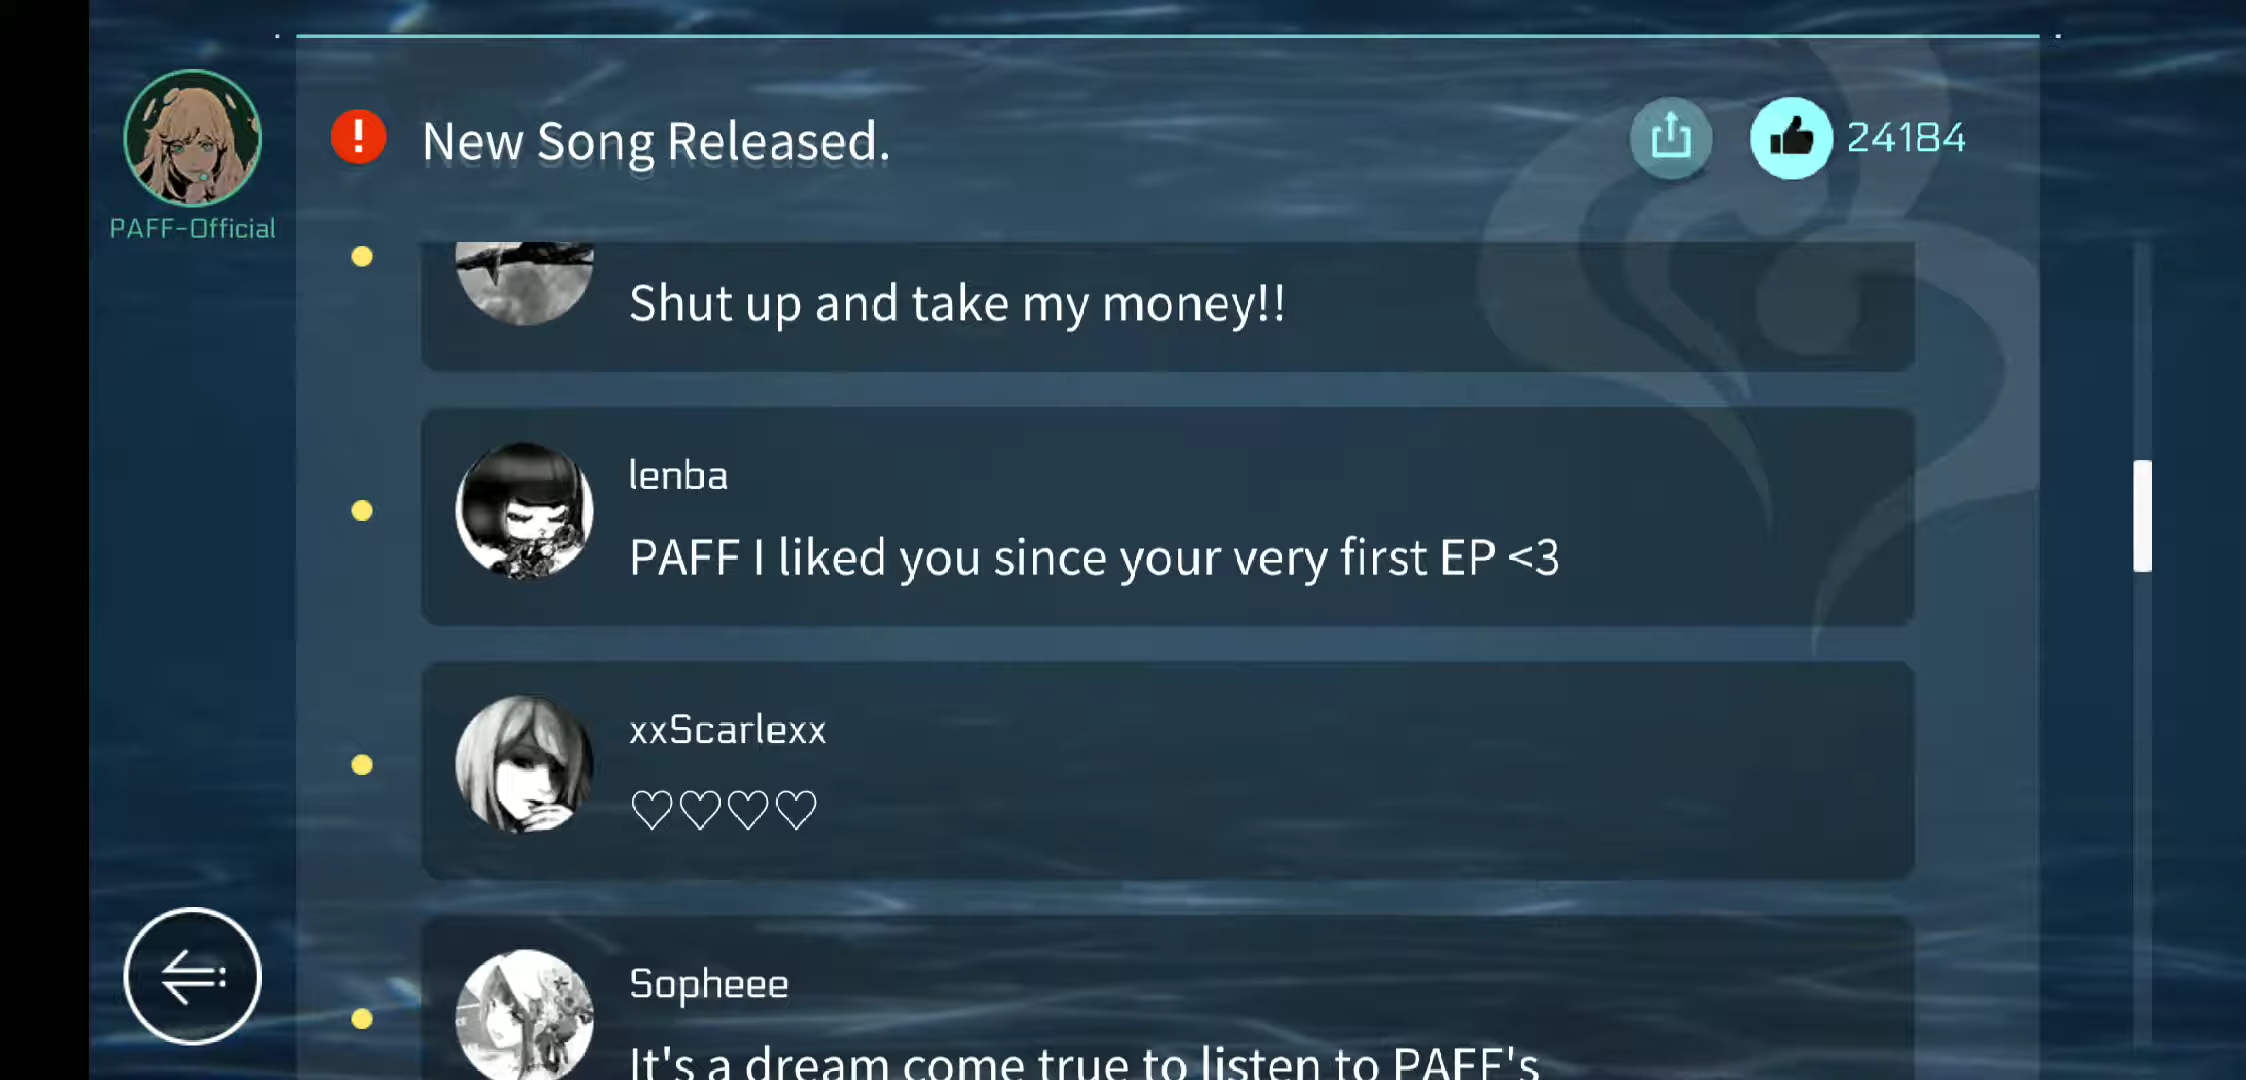 New Song Released.
24184
PAFF-Official
Shut up and take my money!!
lenba
PAFF I liked you since your very first EP <3
xxScarlexx
♡♡♡♡
Sopheee
It's a dream come true to listen to PAFF's